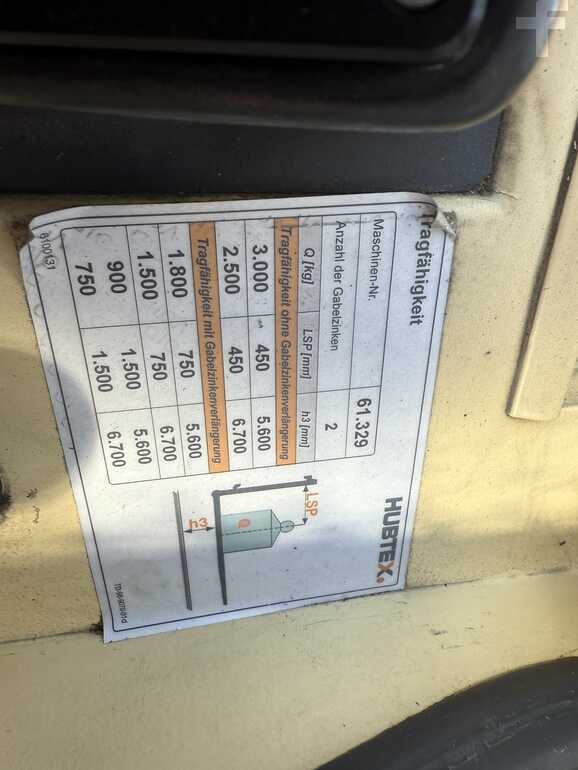 Tragfähigkeit
HUBTEX
Maschinen-Nr. 61.329
Anzahl der Gabelzinken 2
Q [kg] LSP [mm] h3 [mm]
Tragfähigkeit ohne Gabelzinkenverlängerung
3.000 450 5.600
2.500 450 6.700
Tragfähigkeit mit Gabelzinkenverlängerung
1.800 750 5.600
1.500 750 6.700
900 1.500 5.600
750 1.500 6.700
LSP
Q
h3
6100131